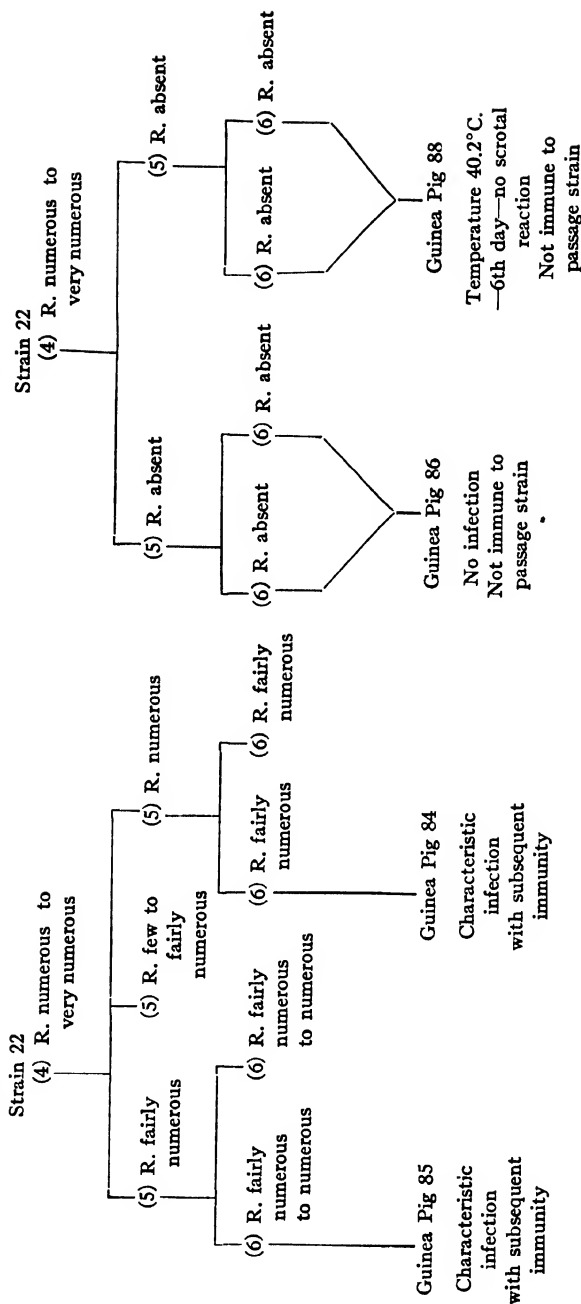 Strain 22
(4) R. numerous to
very numerous
(5) R. fairly
numerous
(5) R. few to
fairly
numerous
(5) R. numerous
(6) R. fairly
numerous
to numerous
(6) R. fairly
numerous
to numerous
(6) R. fairly
numerous
(6) R. fairly
numerous
Guinea Pig 85
Characteristic
infection
with subsequent
immunity
Guinea Pig 84
Characteristic
infection
with subsequent
immunity
Strain 22
(4) R. numerous to
very numerous
(5) R. absent
(5) R. absent
(6) R. absent
(6) R. absent
(6) R. absent
(6) R. absent
Guinea Pig 86
No infection
Not immune to
passage strain
Guinea Pig 88
Temperature 40.2°C.
—6th day—no scrotal
reaction
Not immune to
passage strain